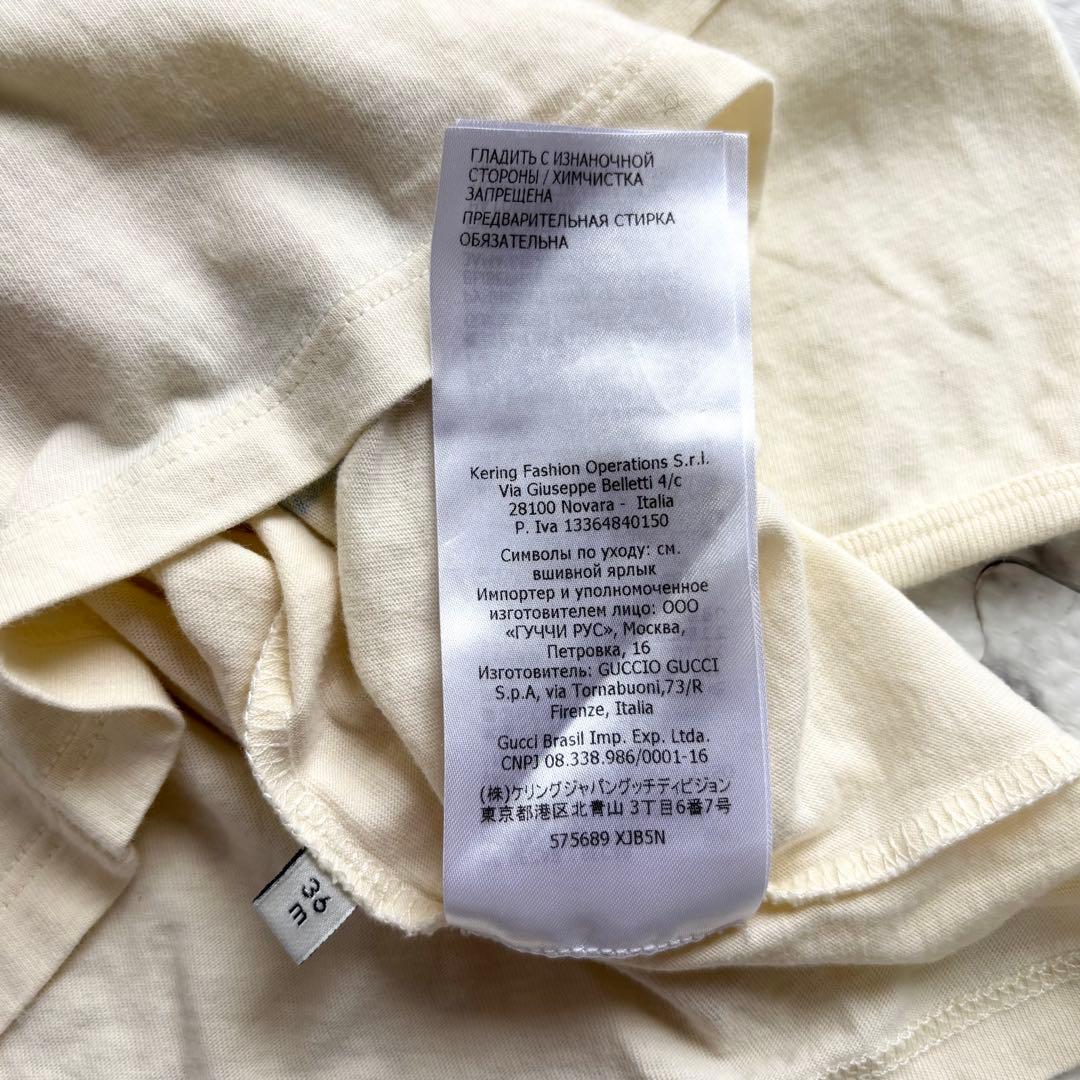 ГЛАДИТЬ С ИЗНАНОЧНОЙ
СТОРОНЫ / ХИМЧИСТКА
ЗАПРЕЩЕНА
ПРЕДВАРИТЕЛЬНАЯ СТИРКА
ОБЯЗАТЕЛЬНА
Kering Fashion Operations S.r.l.
Via Giuseppe Belletti 4/c
28100 Novara - Italia
P. Iva 13364840150
Символы по уходу: см.
вшивной ярлык
Импортер и уполномоченное
изготовителем лицо: ООО
«ГУЧЧИ РУС», Москва,
Петровка, 16
Изготовитель: GUCCIO GUCCI
S.p.A, via Tornabuoni,73/R
Firenze, Italia
Gucci Brasil Imp. Exp. Ltda.
CNPJ 08.338.986/0001-16
(株)ケリングジャパングッチディビジョン
東京都港区北青山 3丁目6番7号
575689 XJB5N
36
m